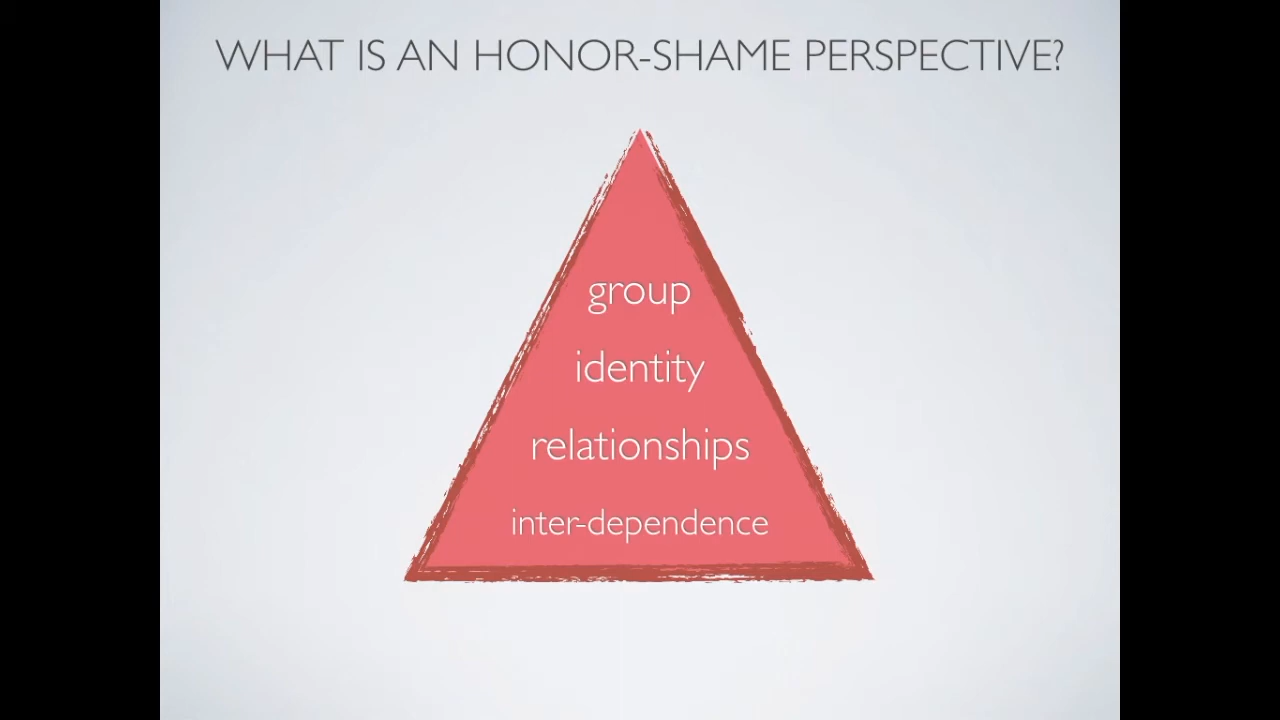 WHAT IS AN HONOR-SHAME PERSPECTIVE?
group
identity
relationships
inter-dependence